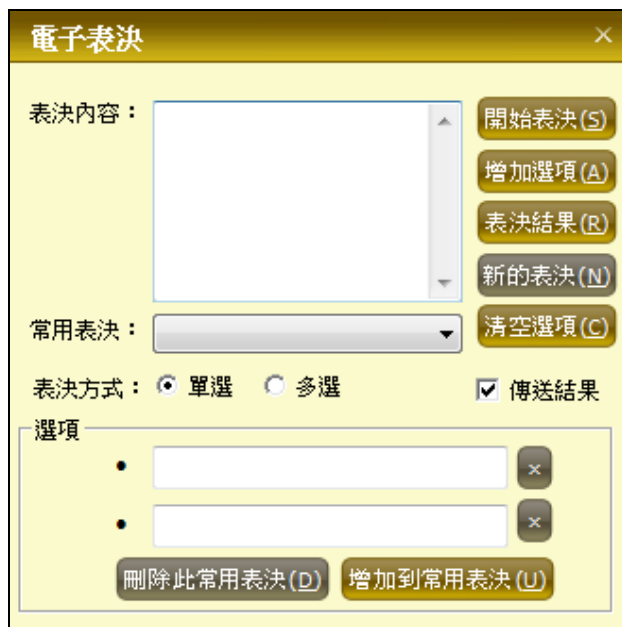 電子表決
表決內容：
開始表決(S)
增加選項(A)
表決結果(R)
新的表決(N)
清空選項(C)
常用表決：
表決方式： 單選 多選
傳送結果
選項
刪除此常用表決(D) 增加到常用表決(U)